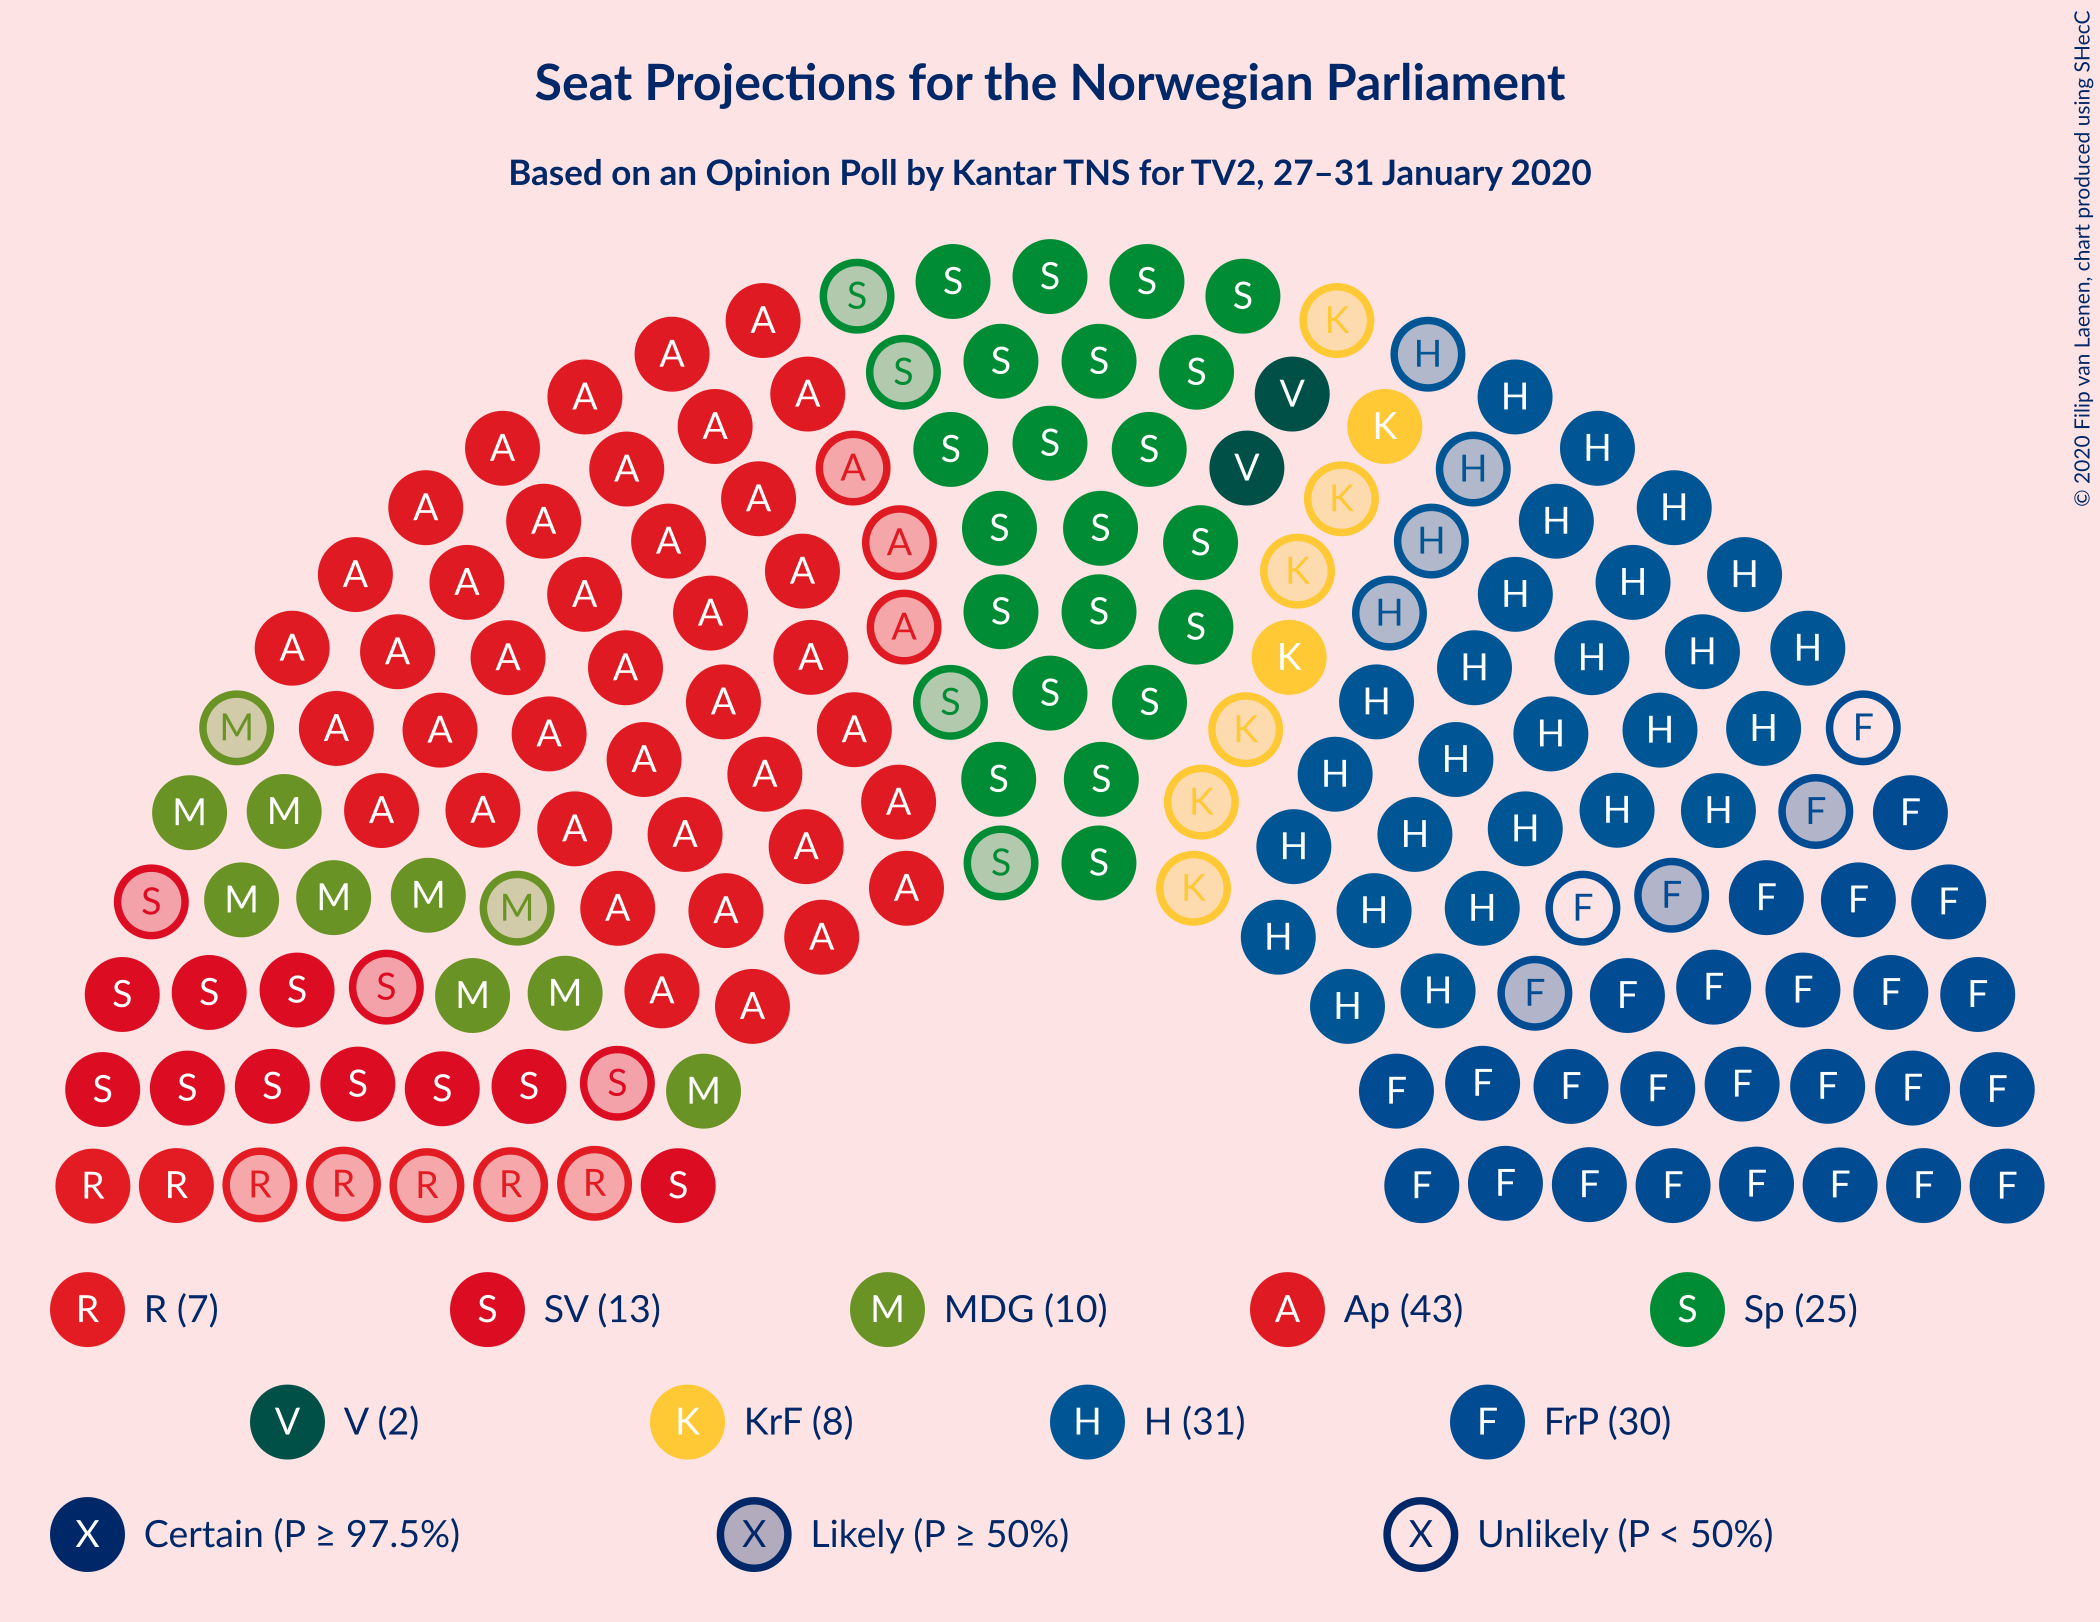 Seat Projections for the Norwegian Parliament
Based on an Opinion Poll by Kantar TNS for TV2, 27–31 January 2020
© 2020 Filip van Laenen, chart produced using SHecC
S S S S S
A K
A S S S S H
A A V K H
A A A S S S V K H H
A A A A S S S K H H H
A A A A A S S S K H H H H
A A A A A S S S K H H H H H
M A A A A A S S S K H H H H H F
M M A A A A A S S K H H H H H F F
S M M M M A A A A S S K H H H H F F F F F
S S S S M M A A A H H H F F F F F F
S S S S S S S M F F F F F F F F
R R R R R R R S F F F F F F F F
R R (7) S SV (13) M MDG (10) A Ap (43) S Sp (25)
V V (2) K KrF (8) H H (31) F FrP (30)
X Certain (P ≥ 97.5%) X Likely (P ≥ 50%) X Unlikely (P < 50%)